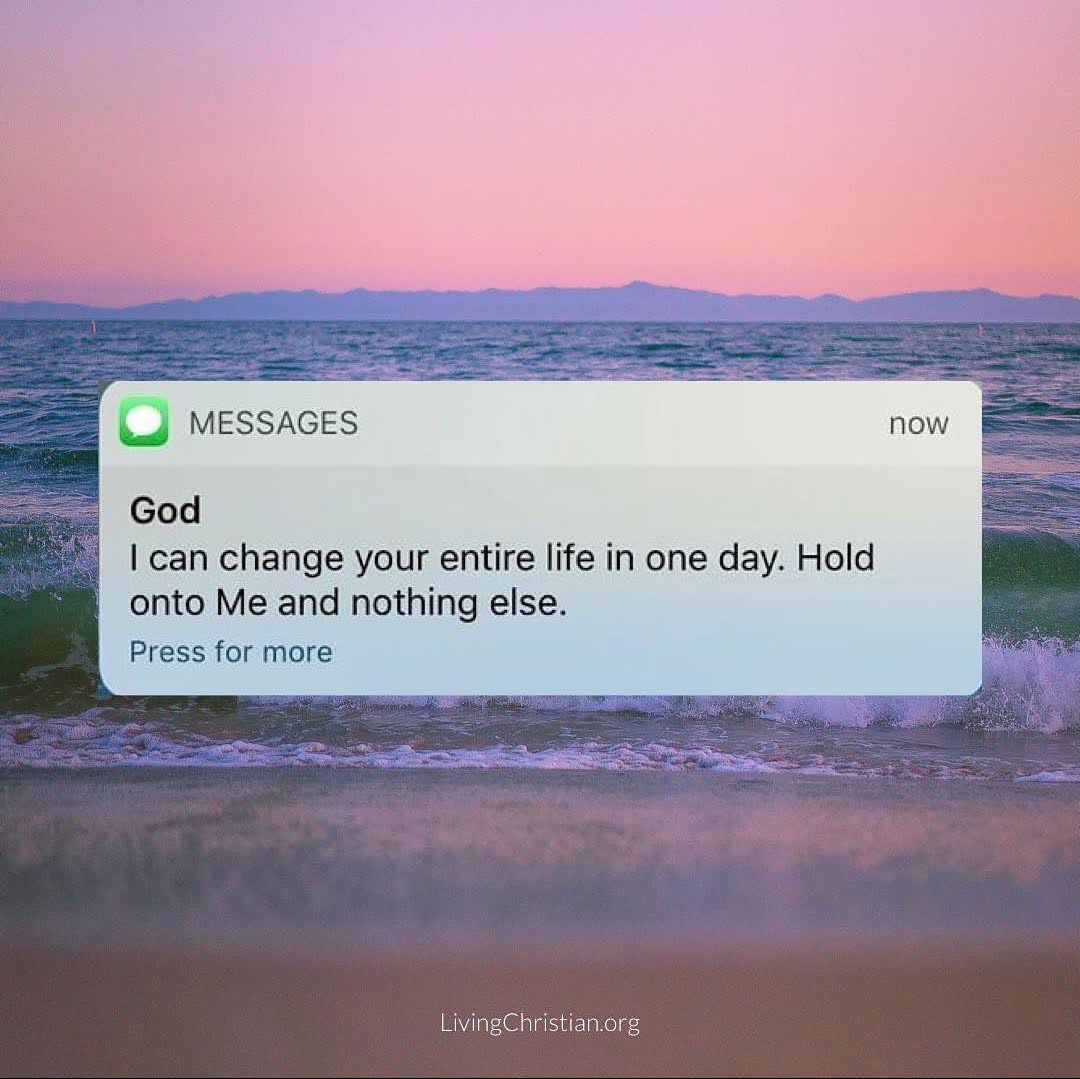 MESSAGES now
God
I can change your entire life in one day. Hold
onto Me and nothing else.
Press for more
LivingChristian.org